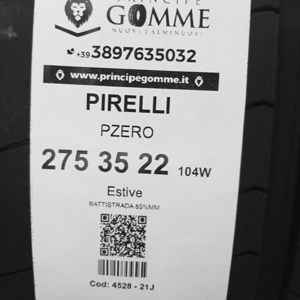 PRINCIPE
GOMME
NUOVI E SEMINUOVI
+39 3897635032
www.principegomme.it
PIRELLI
PZERO
275 35 22 104W
Estive
BATTISTRADA 85%MM
Cod: 4528 - 21J